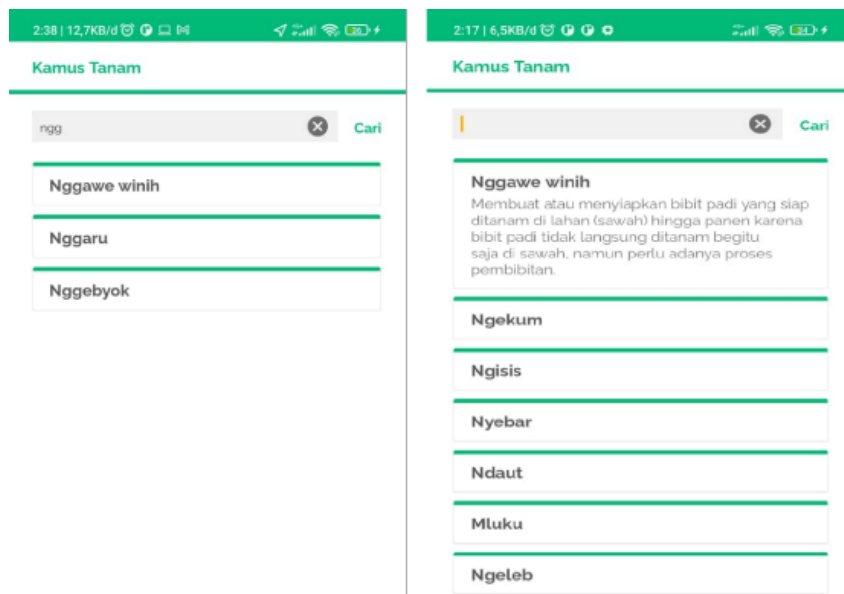 2:38 | 12,7KB/d
Kamus Tanam
ngg
Cari
Nggawe winih
Nggaru
Nggebyok
2:17 | 6,5KB/d
Kamus Tanam
Cari
Nggawe winih
Membuat atau menyiapkan bibit padi yang siap
ditanam di lahan (sawah) hingga panen karena
bibit padi tidak langsung ditanam begitu
saja di sawah, namun perlu adanya proses
pembibitan.
Ngekum
Ngisis
Nyebar
Ndaut
Mluku
Ngeleb